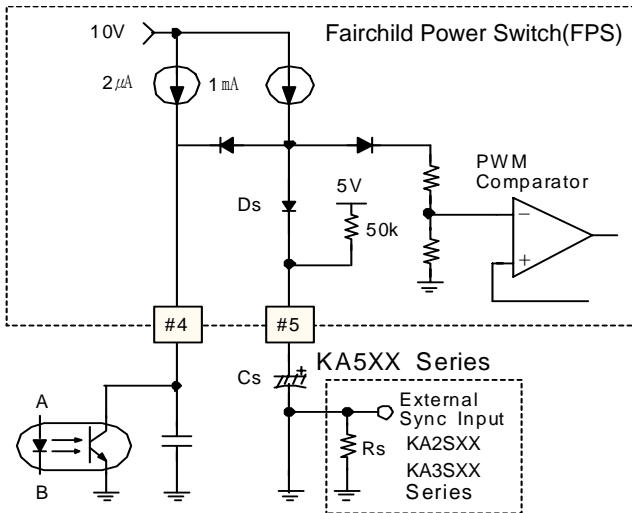 Fairchild Power Switch(FPS)
10V
2㎂
1㎃
PWM
Comparator
5V
Ds
50k
−
+
#4
#5
KA5XX Series
Cs
+
External
Sync Input
A
Rs
KA2SXX
KA3SXX
B
Series